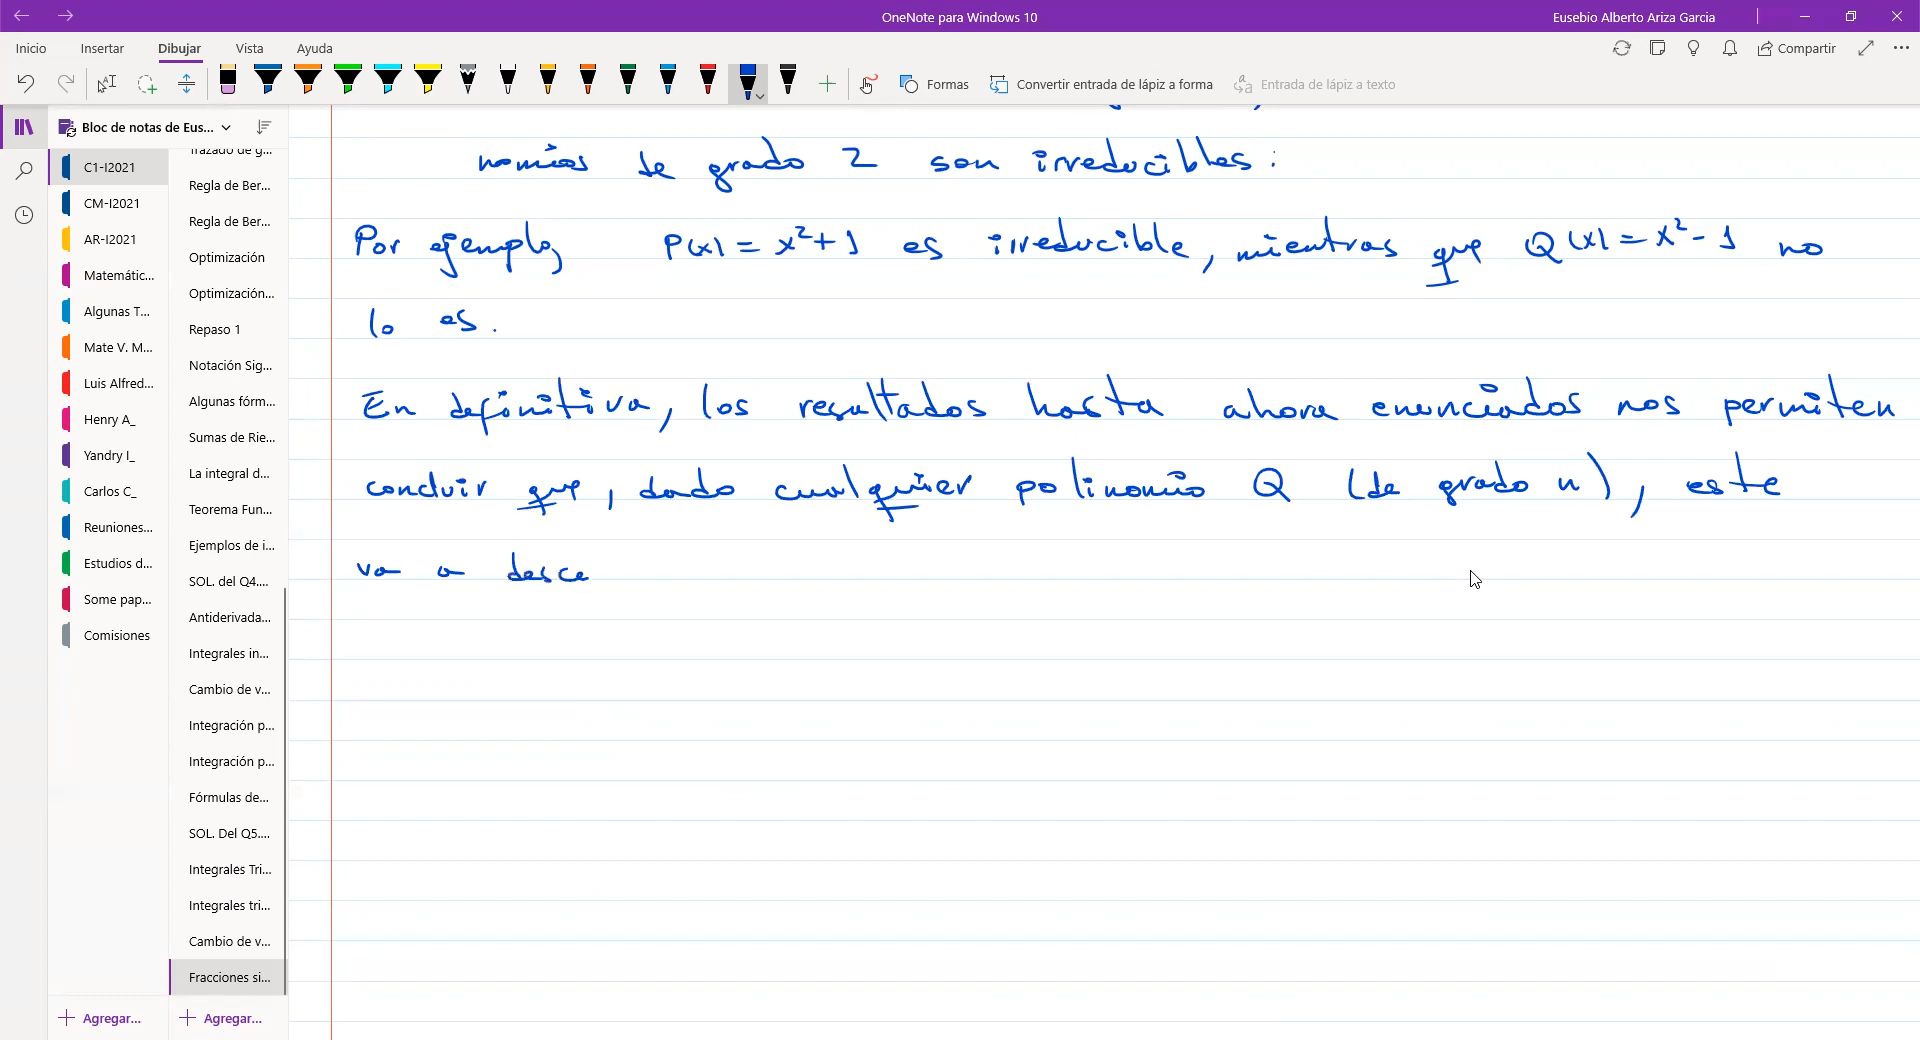 OneNote para Windows 10
Eusebio Alberto Ariza Garcia
Inicio
Insertar
Dibujar
Vista
Ayuda
Compartir
Formas
Convertir entrada de lápiz a forma
Entrada de lápiz a texto
Bloc de notas de Eus...
C1-I2021
CM-I2021
AR-I2021
Matemátic...
Algunas T...
Mate V. M...
Luis Alfred...
Henry A_
Yandry I_
Carlos C_
Reuniones...
Estudios d...
Some pap...
Comisiones
Agregar...
Trazado de g...
Regla de Ber...
Regla de Ber...
Optimización
Optimización...
Repaso 1
Notación Sig...
Algunas fórm...
Sumas de Rie...
La integral d...
Teorema Fun...
Ejemplos de i...
SOL. del Q4....
Antiderivada...
Integrales in...
Cambio de v...
Integración p...
Integración p...
Fórmulas de...
SOL. Del Q5....
Integrales Tri...
Integrales tri...
Cambio de v...
Fracciones si...
Agregar...
nomios de grado 2 son irreducibles:
Por ejemplo, P(x) = x²+1 es irreducible, mientras que Q(x) = x²-1 no
lo es.
En definitiva, los resultados hasta ahora enunciados nos permiten
concluir que, dado cualquier polinomio Q (de grado n), este
va a desce